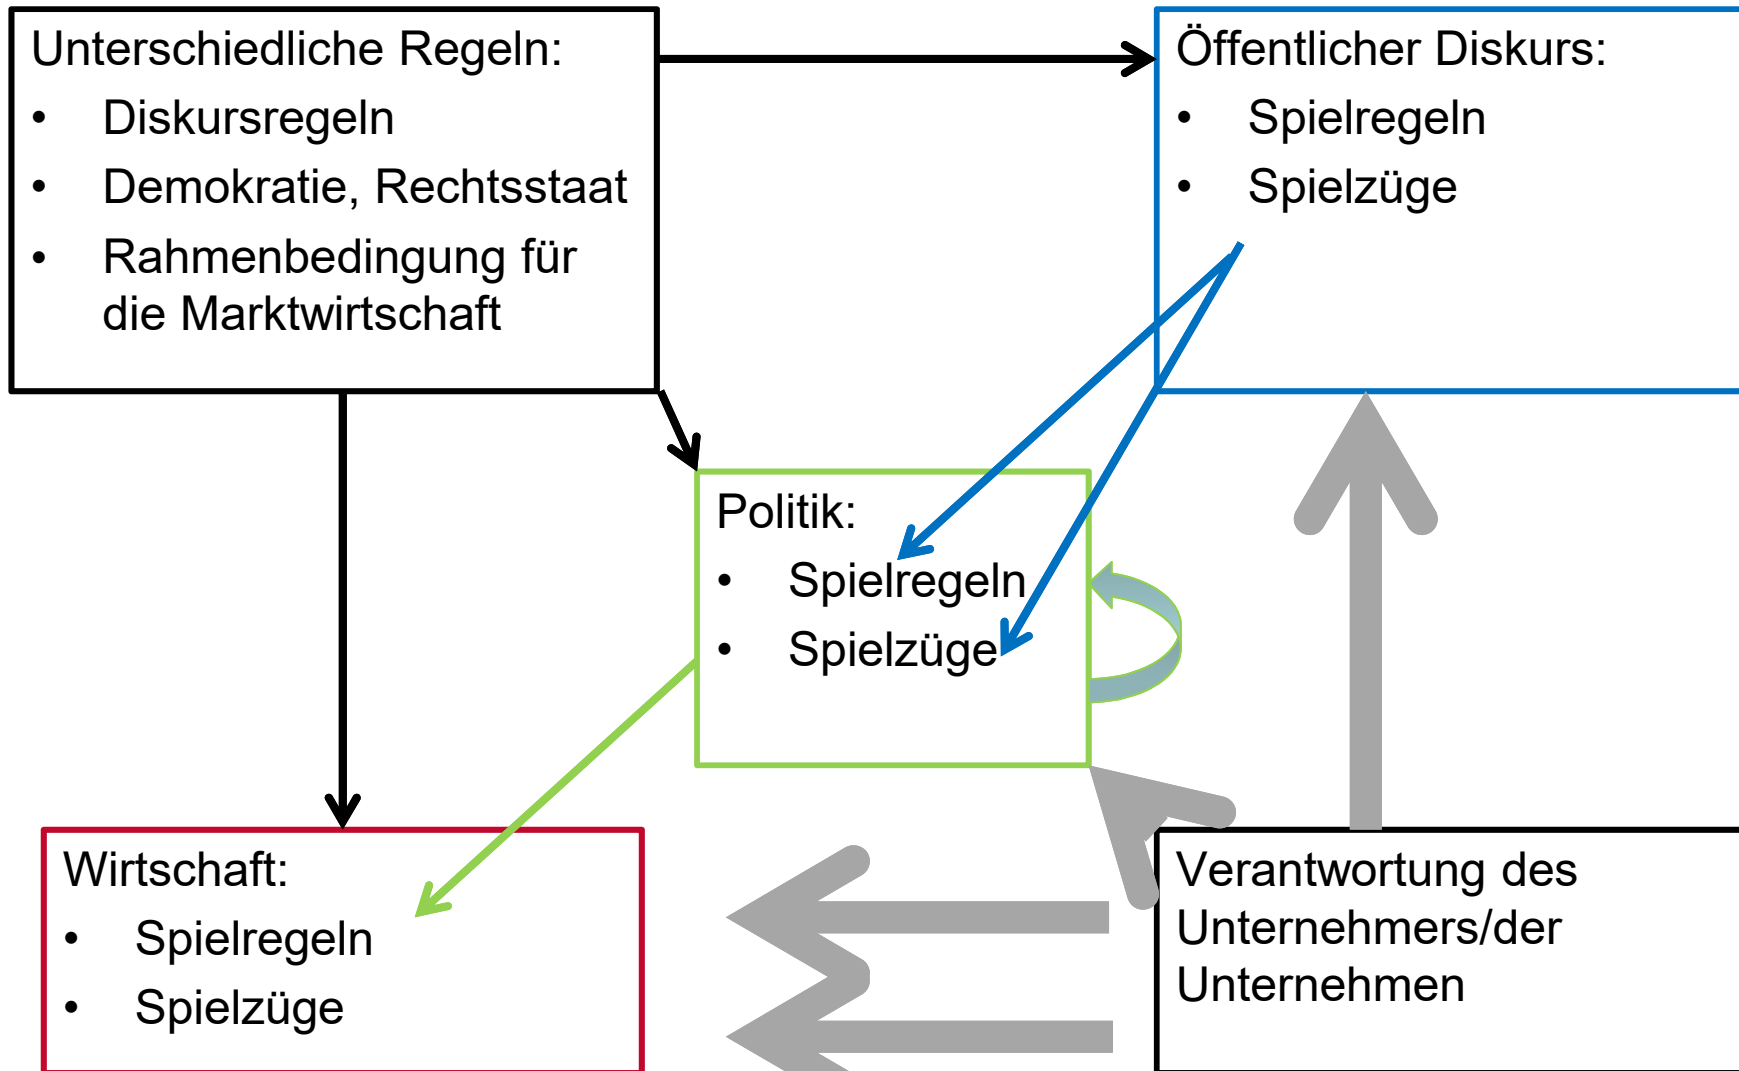 Unterschiedliche Regeln:
• Diskursregeln
• Demokratie, Rechtsstaat
• Rahmenbedingung für
die Marktwirtschaft
Öffentlicher Diskurs:
• Spielregeln
• Spielzüge
Politik:
• Spielregeln
• Spielzüge
Wirtschaft:
• Spielregeln
• Spielzüge
Verantwortung des
Unternehmers/der
Unternehmen